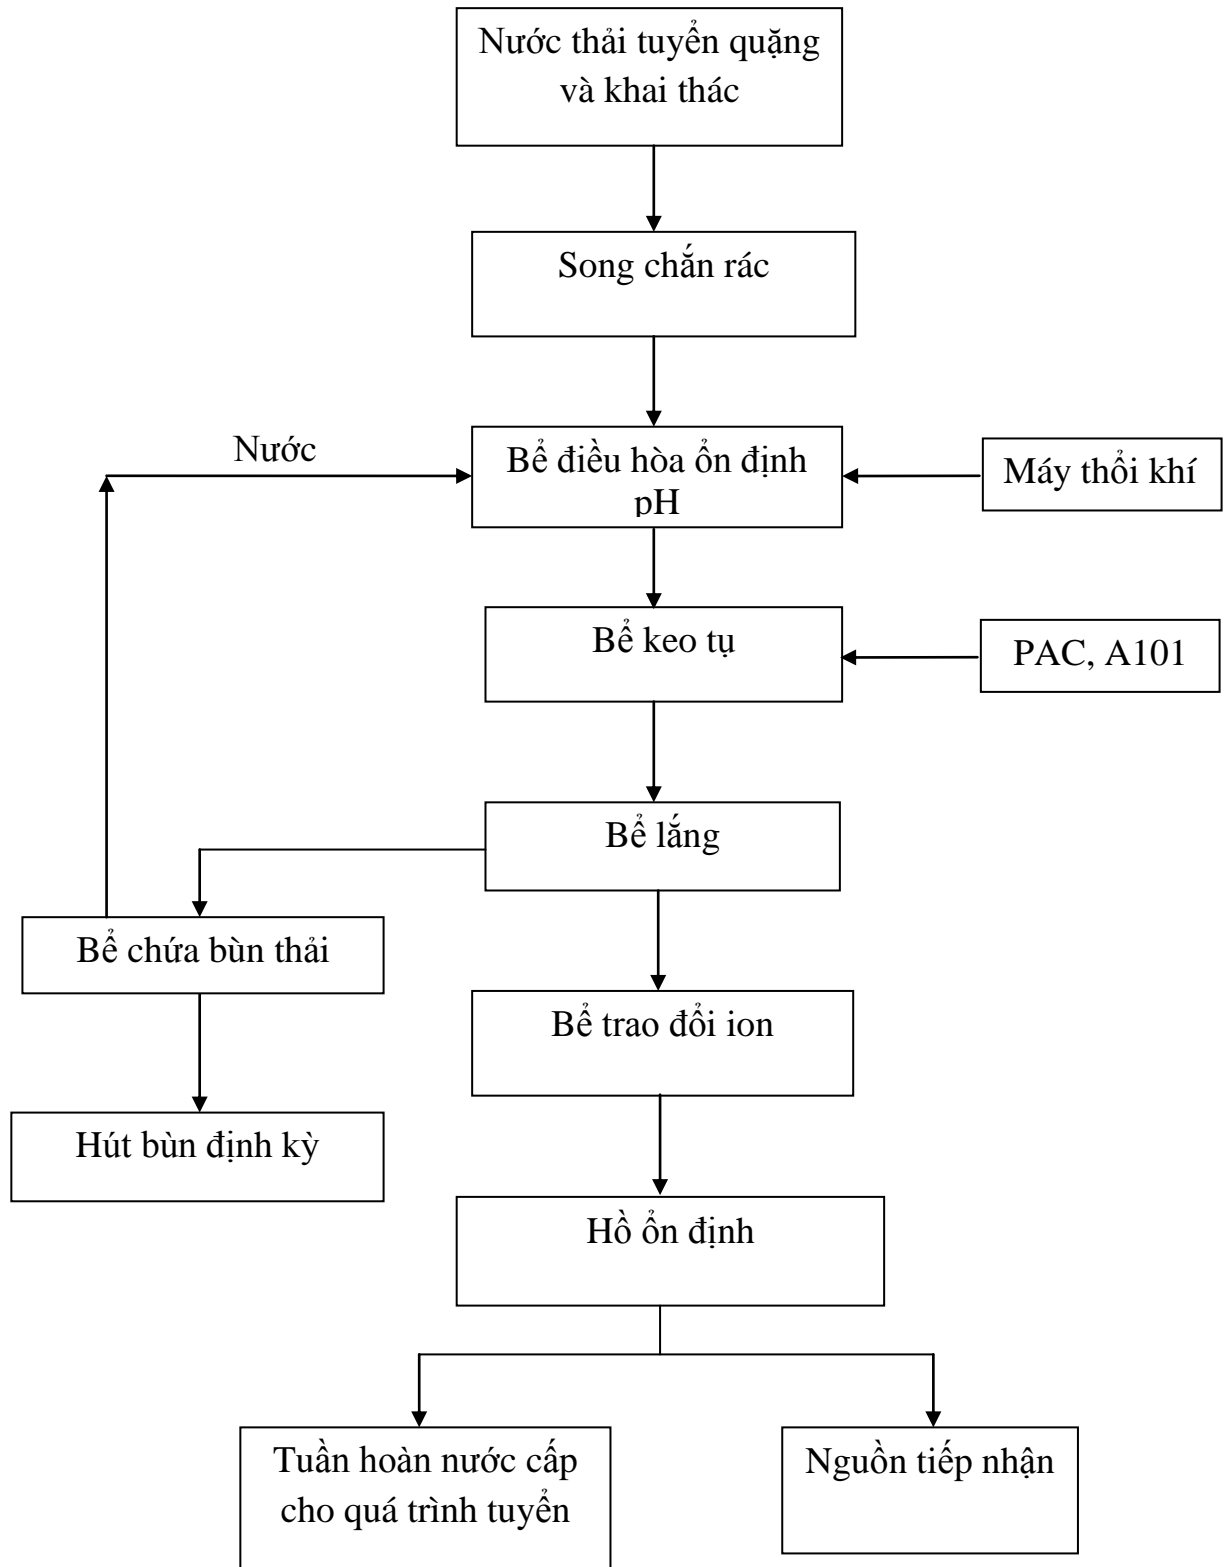 Nước thải tuyển quặng
và khai thác
Song chắn rác
Nước
Bể điều hòa ổn định
pH
Máy thổi khí
Bể keo tụ
PAC, A101
Bể lắng
Bể chứa bùn thải
Bể trao đổi ion
Hút bùn định kỳ
Hồ ổn định
Tuần hoàn nước cấp
cho quá trình tuyển
Nguồn tiếp nhận